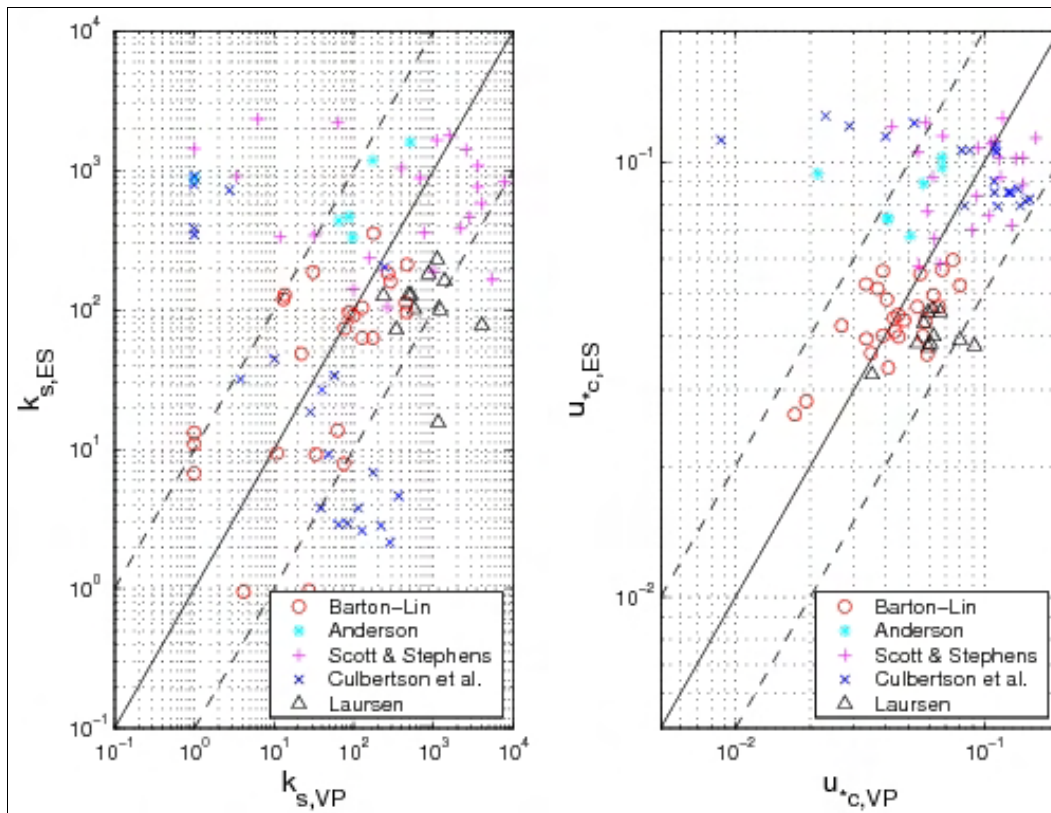 10^4
10^3
10^2
10^1
10^0
10^-1
k_s,ES
10^-1 10^0 10^1 10^2 10^3 10^4
k_s,VP
Barton-Lin
Anderson
Scott & Stephens
Culbertson et al.
Laursen
10^-1
10^-2
u_*c,ES
10^-2 10^-1
u_*c,VP
Barton-Lin
Anderson
Scott & Stephens
Culbertson et al.
Laursen